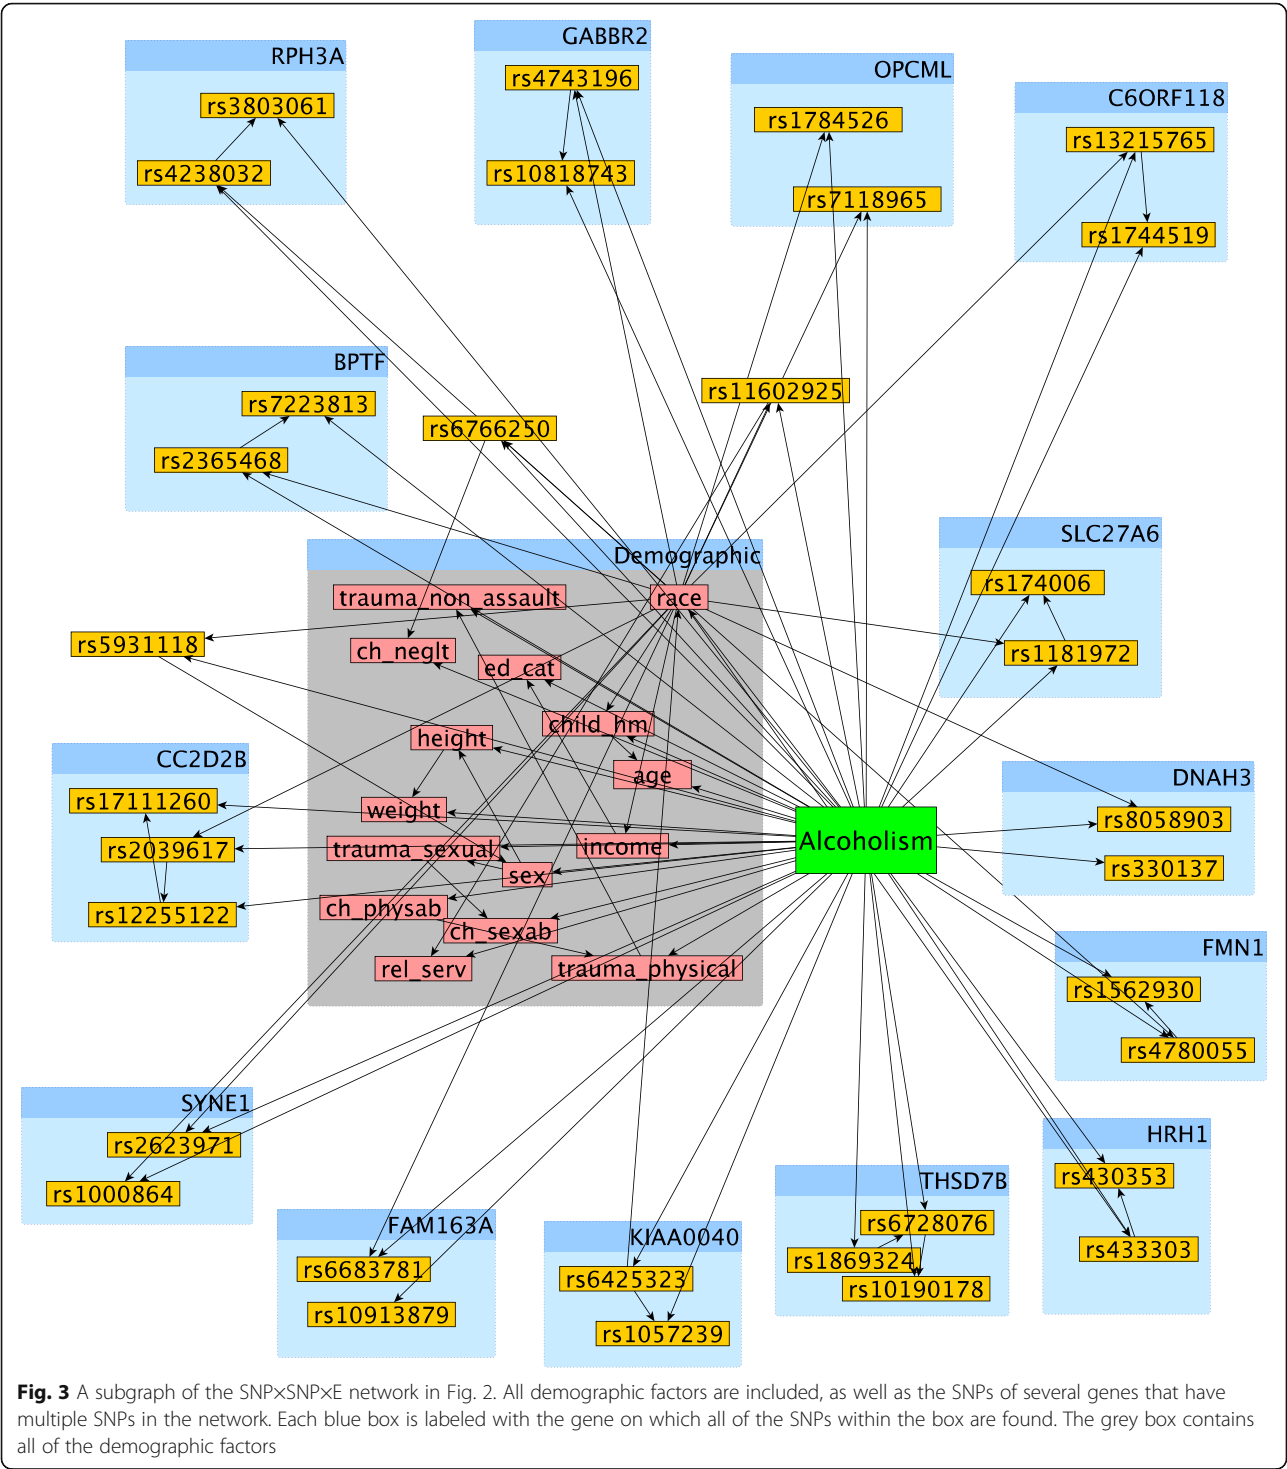 RPH3A
rs3803061
rs4238032
GABBR2
rs4743196
rs10818743
OPCML
rs1784526
rs7118965
C6ORF118
rs13215765
rs1744519
BPTF
rs7223813
rs2365468
rs6766250
rs11602925
SLC27A6
rs174006
rs1181972
Demographic
trauma_non_assault
race
ch_neglt
ed_cat
child_hm
height
age
weight
trauma_sexual
income
sex
ch_physab
ch_sexab
rel_serv
trauma_physical
rs5931118
CC2D2B
rs17111260
rs2039617
rs12255122
Alcoholism
DNAH3
rs8058903
rs330137
FMN1
rs1562930
rs4780055
SYNE1
rs2623971
rs1000864
FAM163A
rs6683781
rs10913879
KIAA0040
rs6425323
rs1057239
THSD7B
rs6728076
rs1869324
rs10190178
HRH1
rs430353
rs433303
Fig. 3 A subgraph of the SNP×SNP×E network in Fig. 2. All demographic factors are included, as well as the SNPs of several genes that have
multiple SNPs in the network. Each blue box is labeled with the gene on which all of the SNPs within the box are found. The grey box contains
all of the demographic factors